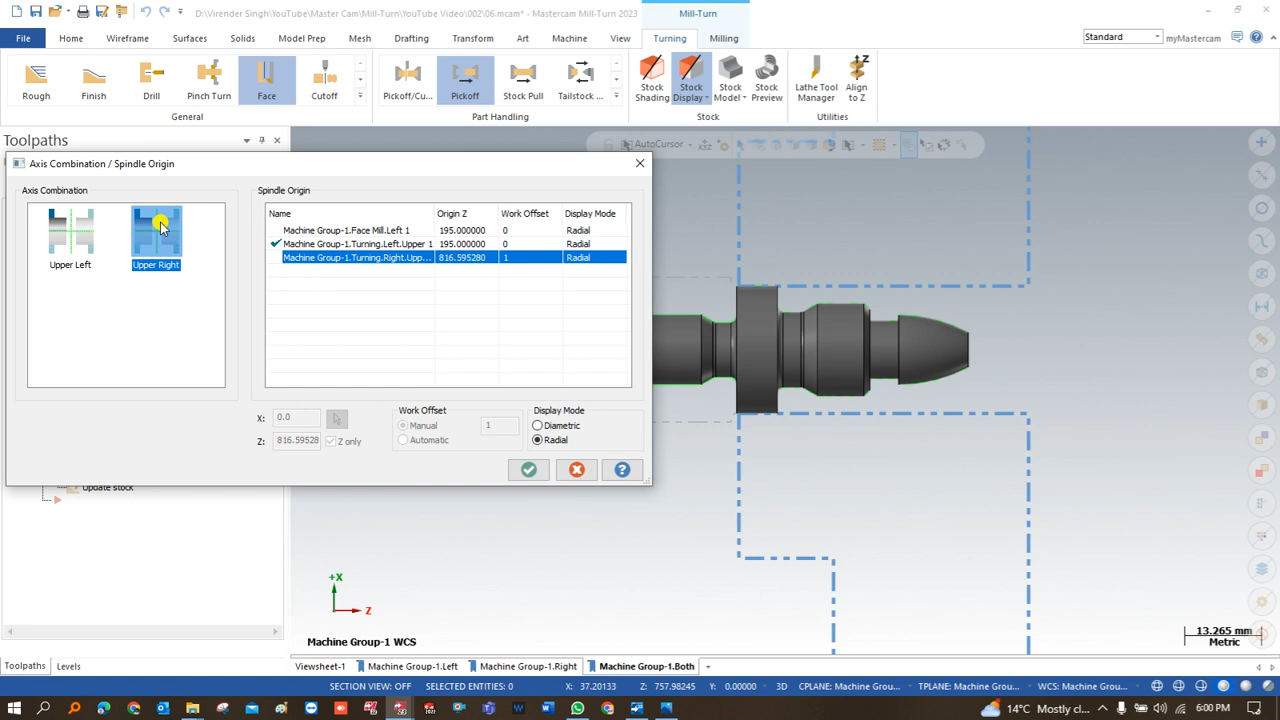 D:\Virender Singh\YouTube\Master Cam\Mill-Turn\YouTube Video\002\06.mcam* - Mastercam Mill-Turn 2023
Mill-Turn
File
Home
Wireframe
Surfaces
Solids
Model Prep
Mesh
Drafting
Transform
Art
Machine
View
Turning
Milling
Standard
myMastercam
Rough
Finish
Drill
Pinch Turn
Face
Cutoff
Pickoff/Cu...
Pickoff
Stock Pull
Tailstock ...
Stock
Shading
Stock
Display
Stock
Model
Stock
Preview
Lathe Tool
Manager
Align
to Z
General
Part Handling
Stock
Utilities
Toolpaths
AutoCursor
Axis Combination / Spindle Origin
Axis Combination
Upper Left
Upper Right
Spindle Origin
Name Origin Z Work Offset Display Mode
Machine Group-1.Face Mill.Left 1 195.000000 0 Radial
Machine Group-1.Turning.Left.Upper 1 195.000000 0 Radial
Machine Group-1.Turning.Right.Upp... 816.595280 1 Radial
X: 0.0
Z: 816.59528 Z only
Work Offset
Manual 1
Automatic
Display Mode
Diametric
Radial
Update stock
+X
Z
Machine Group-1 WCS
13.265 mm
Metric
Toolpaths
Levels
Viewsheet-1
Machine Group-1.Left
Machine Group-1.Right
Machine Group-1.Both
+
SECTION VIEW: OFF
SELECTED ENTITIES: 0
X: 37.20133
Z: 757.98245
Y: 0.00000
3D
CPLANE: Machine Grou...
TPLANE: Machine Grou...
WCS: Machine Grou...
14°C Mostly cl...
ENG
6:00 PM